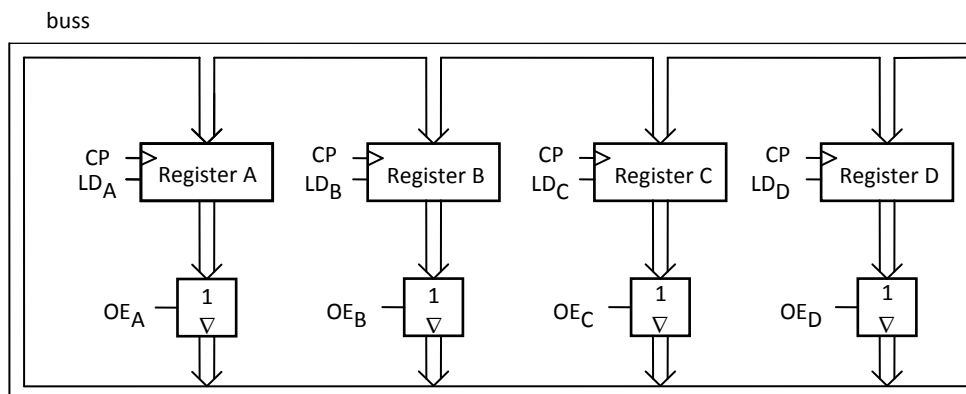 buss
CP Register A
LD_A
CP Register B
LD_B
CP Register C
LD_C
CP Register D
LD_D
OE_A 1 ∇
OE_B 1 ∇
OE_C 1 ∇
OE_D 1 ∇